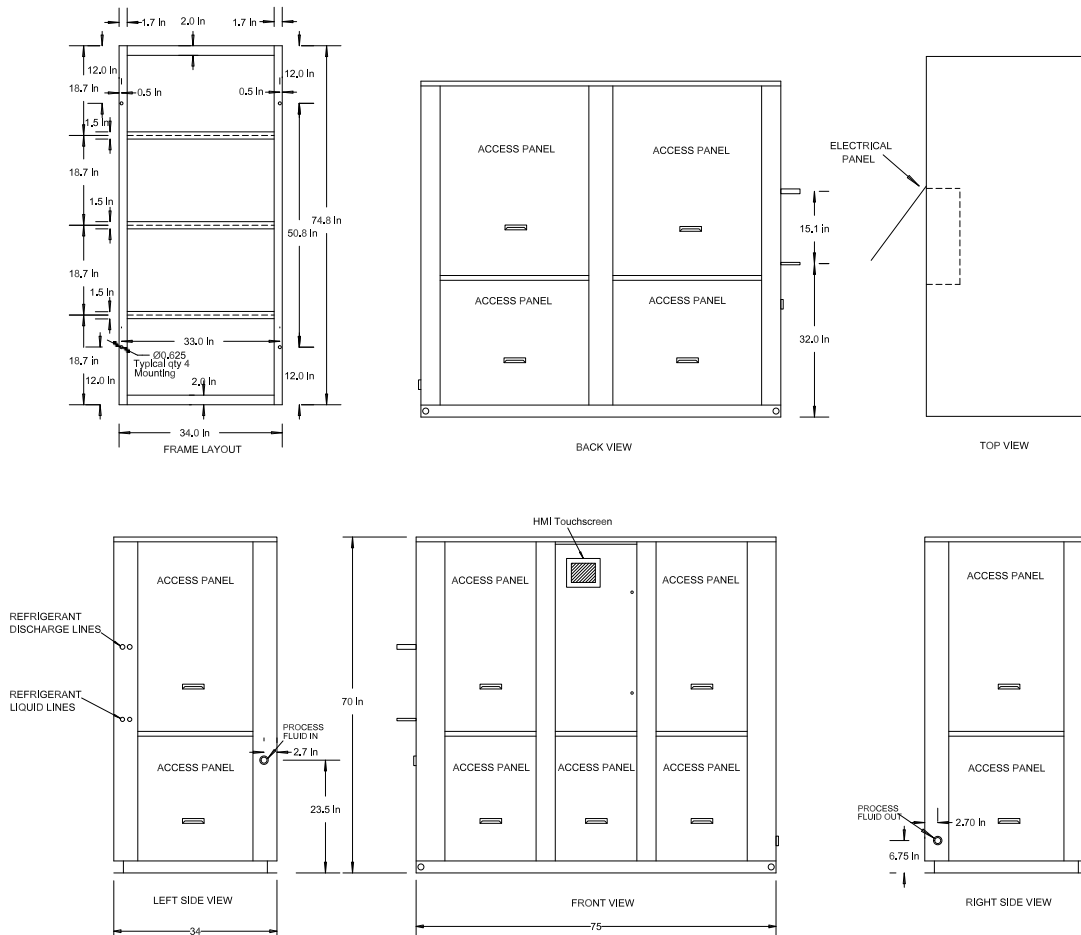 1.7 In
2.0 In
1.7 In
12.0 In
12.0 In
18.7 In
0.5 In
0.5 In
1.5 In
18.7 In
1.5 In
74.8 In
50.8 In
18.7 In
1.5 In
33.0 In
Ø0.625
Typical qty 4
Mounting
18.7 In
12.0 In
2.0 In
12.0 In
34.0 In
FRAME LAYOUT
ACCESS PANEL
ACCESS PANEL
ACCESS PANEL
ACCESS PANEL
15.1 In
32.0 In
BACK VIEW
ELECTRICAL
PANEL
TOP VIEW
ACCESS PANEL
REFRIGERANT
DISCHARGE LINES
REFRIGERANT
LIQUID LINES
PROCESS
FLUID IN
2.7 In
ACCESS PANEL
23.5 In
LEFT SIDE VIEW
34
HMI Touchscreen
ACCESS PANEL
ACCESS PANEL
70 In
ACCESS PANEL
ACCESS PANEL
ACCESS PANEL
FRONT VIEW
75
ACCESS PANEL
ACCESS PANEL
PROCESS
FLUID OUT
2.70 In
6.75 In
RIGHT SIDE VIEW